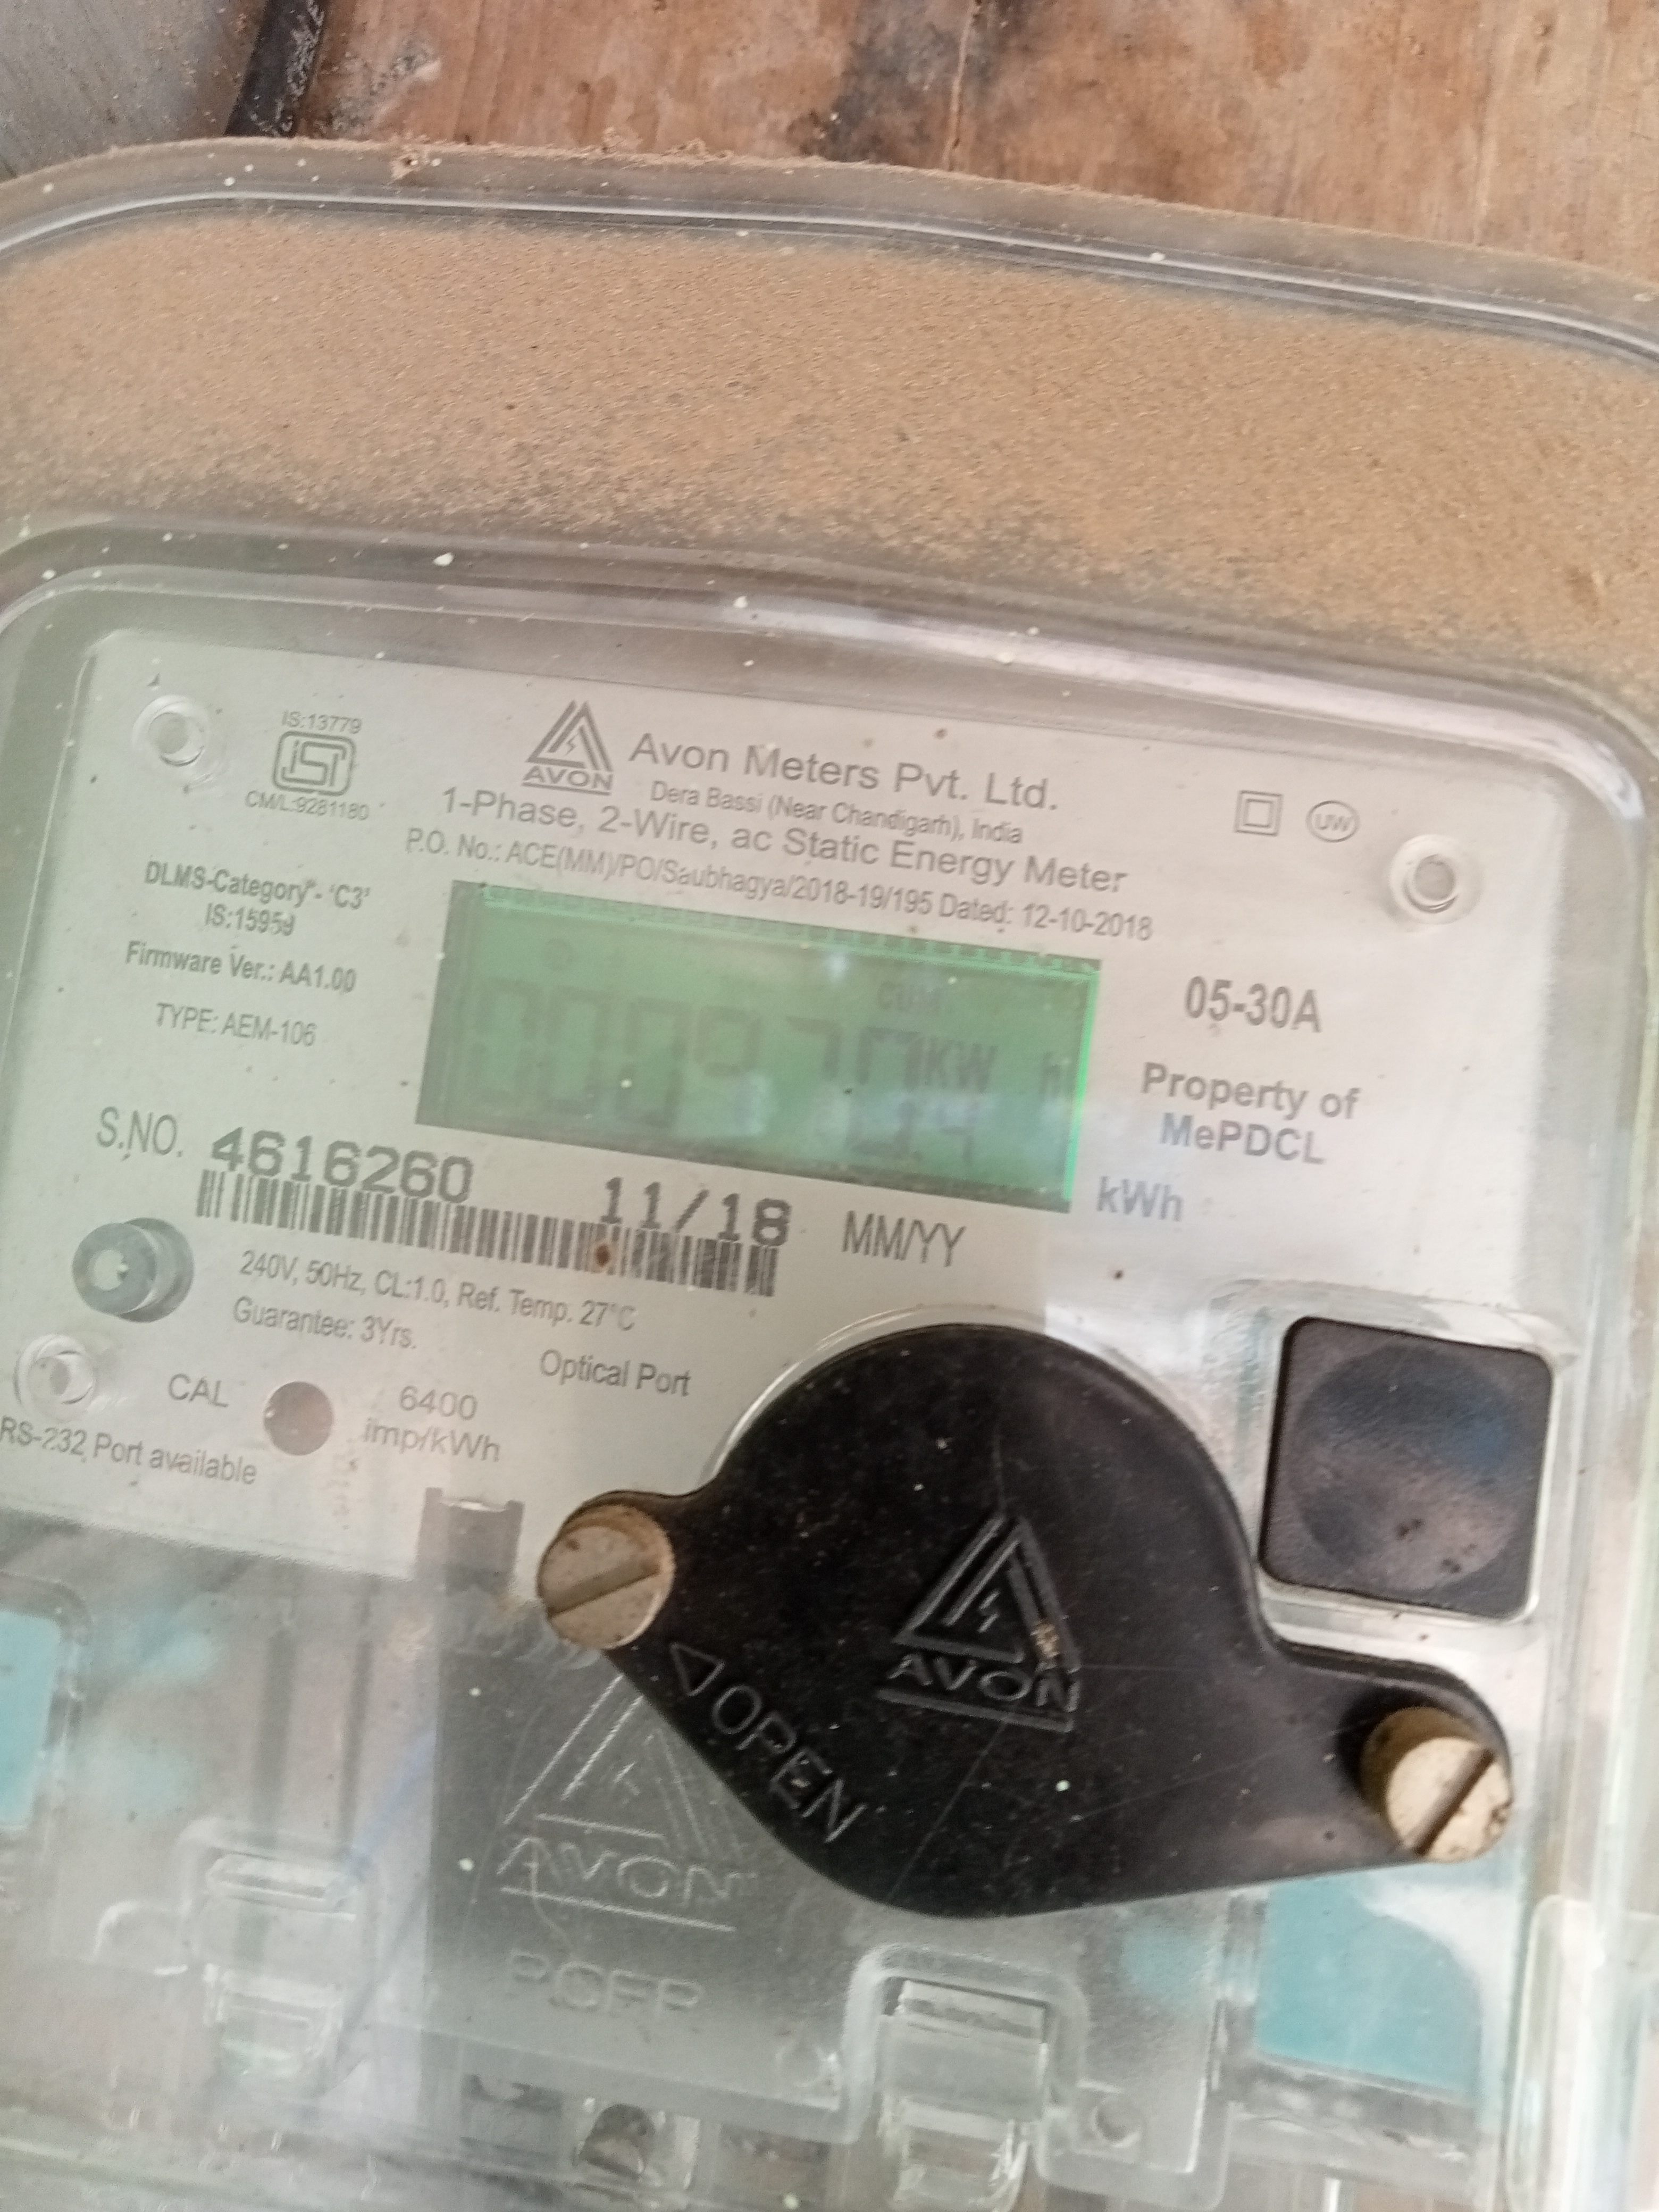 IS:13779
CM/L:9281180
AVON
Avon Meters Pvt. Ltd.
Dera Bassi (Near Chandigarh), India
1-Phase, 2-Wire, ac Static Energy Meter
P.O. No.: ACE(MM)/PO/Saubhagya/2018-19/195 Dated: 12-10-2018
UW
DLMS-Category - 'C3'
IS:15959
Firmware Ver.: AA1.00
TYPE: AEM-106
CUM
KW h
05-30A
Property of
MePDCL
kWh
S.NO. 4616260 11/18 MM/YY
240V, 50Hz, CL:1.0, Ref. Temp. 27°C
Guarantee: 3Yrs.
Optical Port
CAL
6400
imp/kWh
RS-232 Port available
AVON
OPEN
AVON